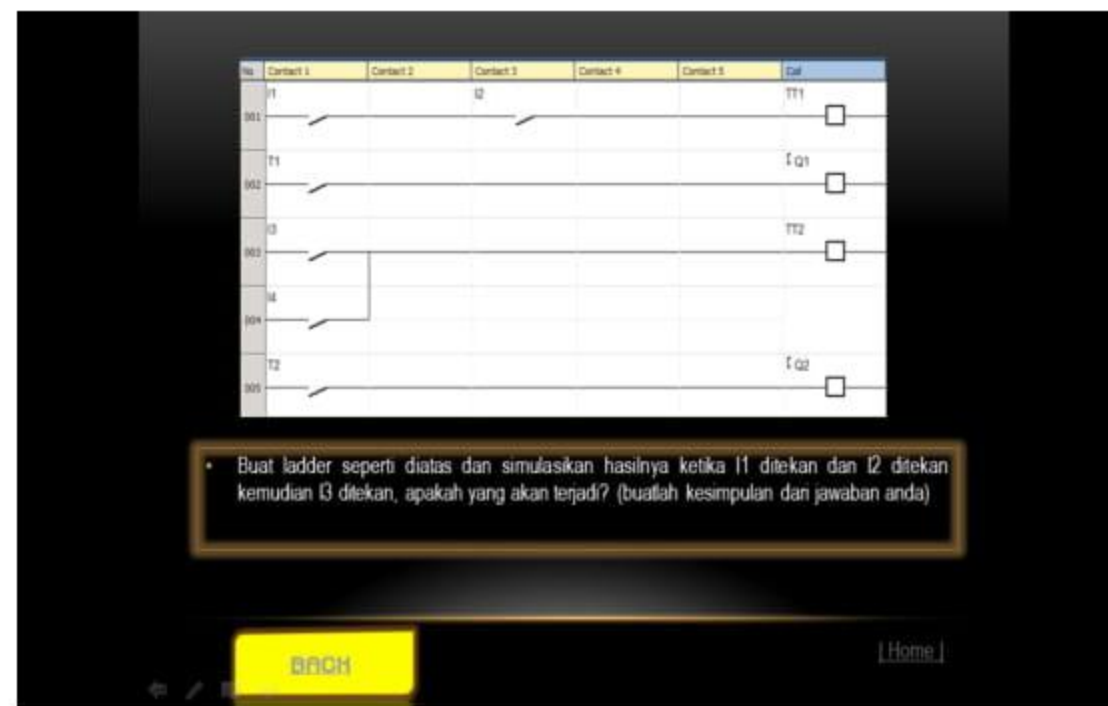 No Contact 1 Contact 2 Contact 3 Contact 4 Contact 5 Coil
I1 I2 TT1
001
T1 [ Q1
002
I3 TT2
003
I4
004
T2 [ Q2
005
• Buat ladder seperti diatas dan simulasikan hasilnya ketika I1 ditekan dan I2 ditekan
kemudian I3 ditekan, apakah yang akan terjadi? (buatlah kesimpulan dari jawaban anda)
[ Home ]
BACK